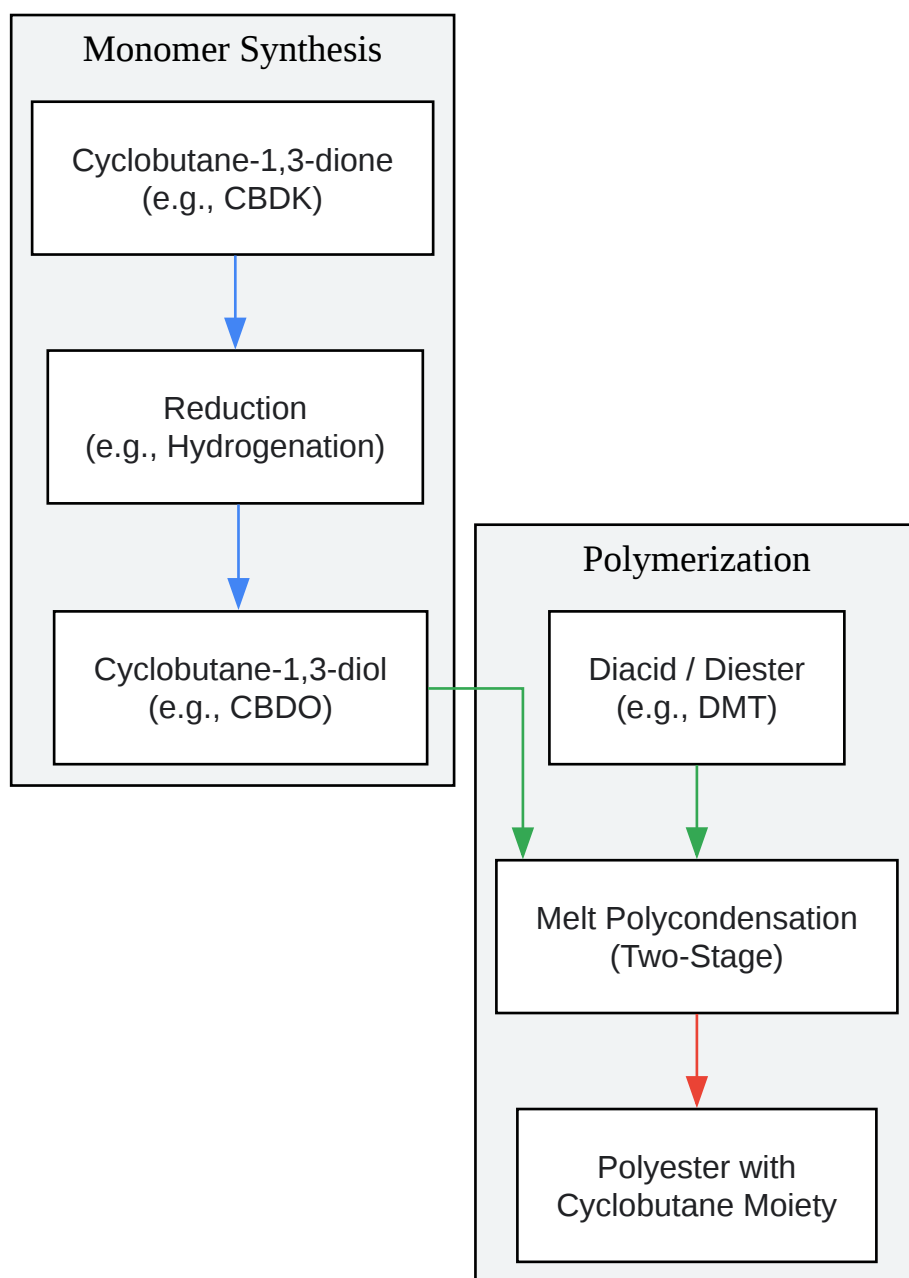 Monomer Synthesis
Cyclobutane-1,3-dione
(e.g., CBDK)
Reduction
(e.g., Hydrogenation)
Cyclobutane-1,3-diol
(e.g., CBDO)
Polymerization
Diacid / Diester
(e.g., DMT)
Melt Polycondensation
(Two-Stage)
Polyester with
Cyclobutane Moiety